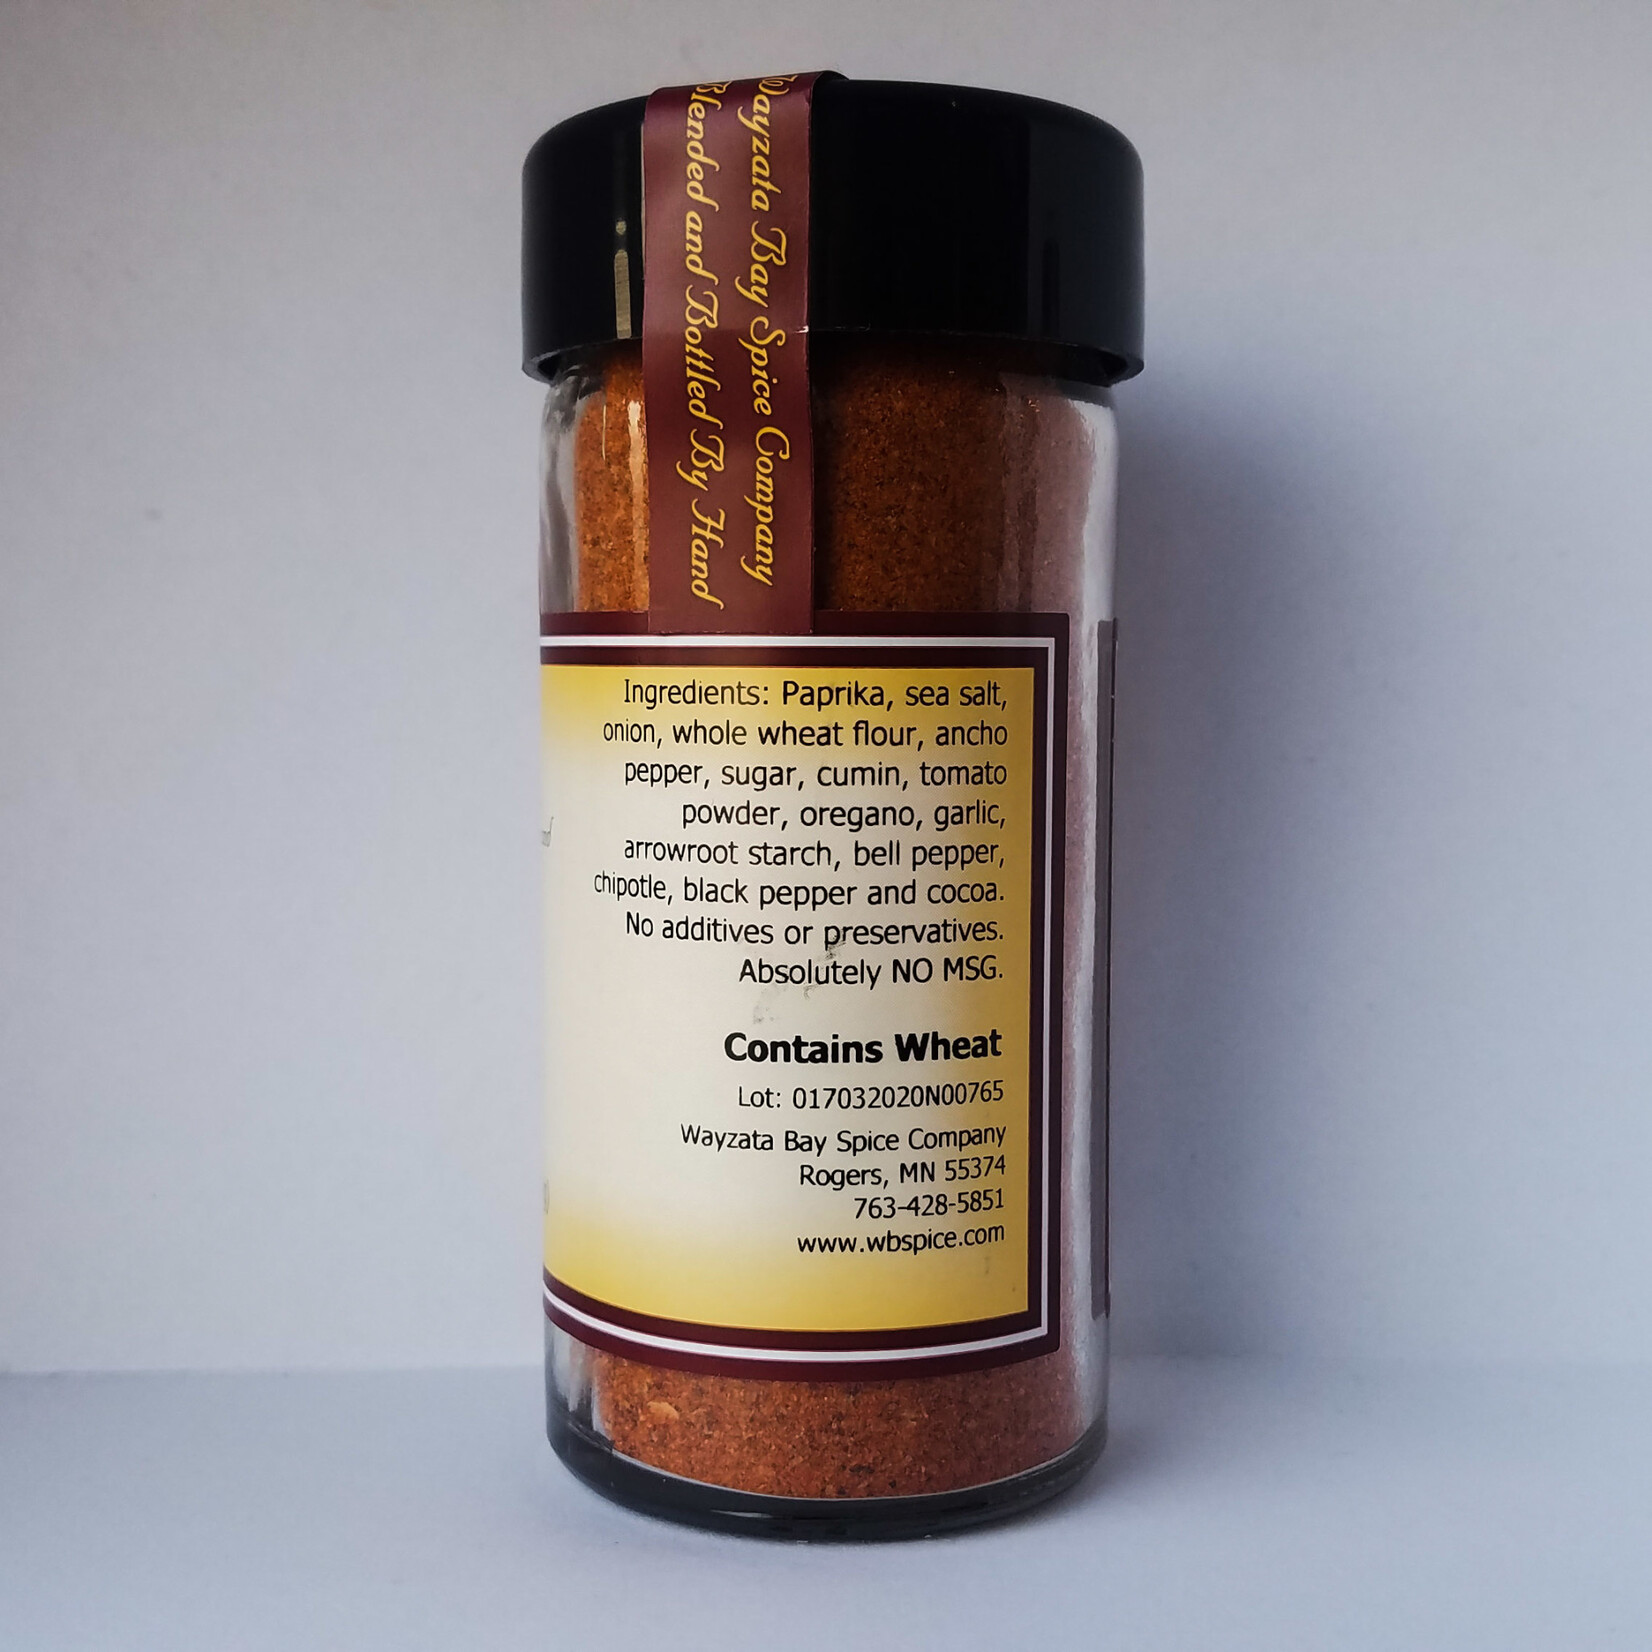 Wayzata Bay Spice Company
Blended and Bottled By Hand
Ingredients: Paprika, sea salt,
onion, whole wheat flour, ancho
pepper, sugar, cumin, tomato
powder, oregano, garlic,
arrowroot starch, bell pepper,
chipotle, black pepper and cocoa.
No additives or preservatives.
Absolutely NO MSG.
Contains Wheat
Lot: 017032020N00765
Wayzata Bay Spice Company
Rogers, MN 55374
763-428-5851
www.wbspice.com